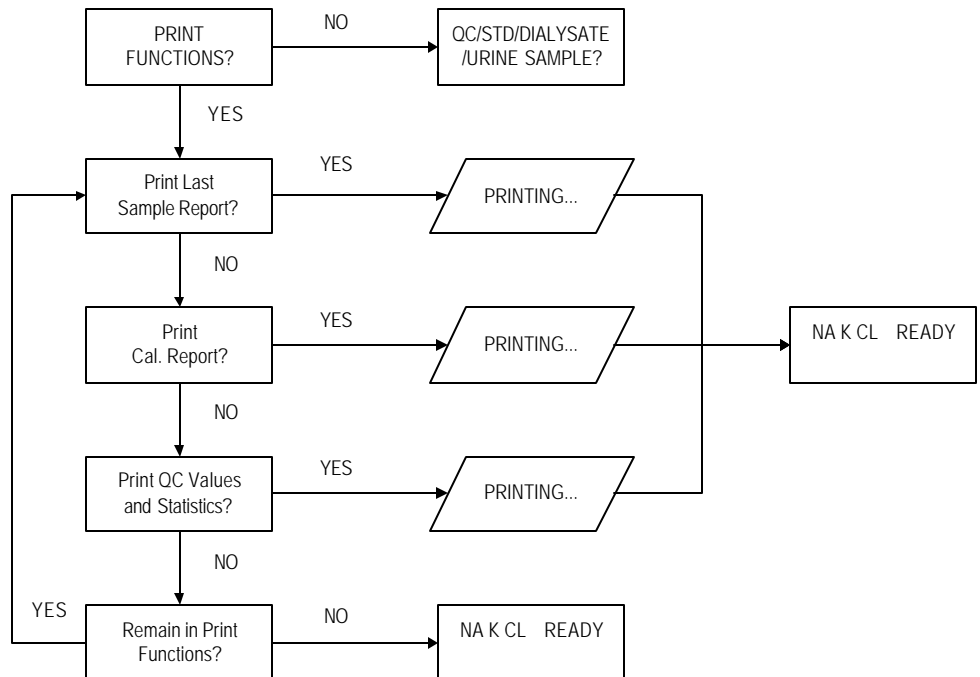 PRINT
FUNCTIONS?
NO
QC/STD/DIALYSATE
/URINE SAMPLE?
YES
Print Last
Sample Report?
YES
PRINTING...
NO
Print
Cal. Report?
YES
PRINTING...
NA K CL READY
NO
Print QC Values
and Statistics?
YES
PRINTING...
NO
YES
Remain in Print
Functions?
NO
NA K CL READY